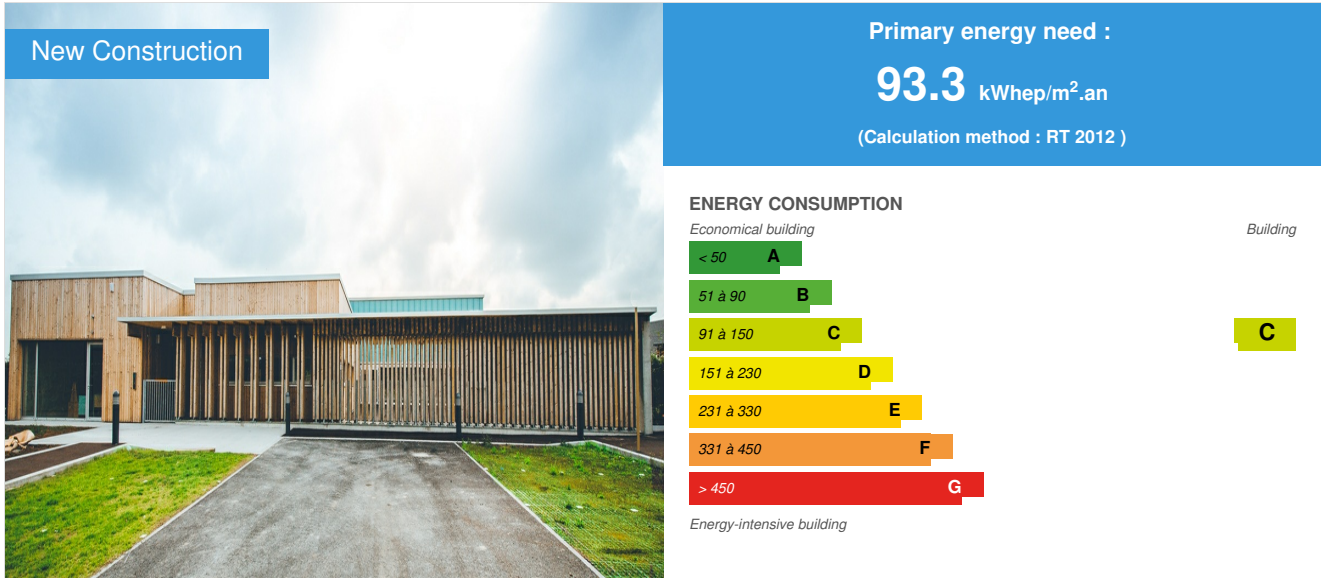 New Construction
Primary energy need :
93.3 kWhep/m².an
(Calculation method : RT 2012 )
ENERGY CONSUMPTION
Economical building
Building
< 50 A
51 à 90 B
91 à 150 C
C
151 à 230 D
231 à 330 E
331 à 450 F
> 450 G
Energy-intensive building